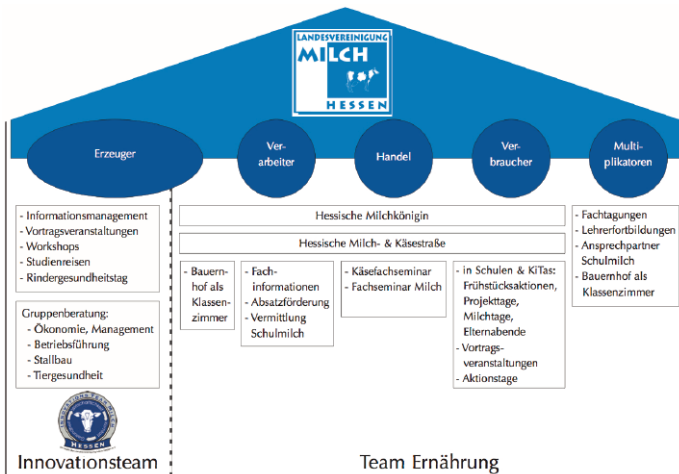 LANDESVEREINIGUNG
MILCH
HESSEN
Erzeuger
Ver-
arbeiter
Handel
Ver-
braucher
Multi-
plikatoren
- Informationsmanagement
- Vortragsveranstaltungen
- Workshops
- Studienreisen
- Rindergesundheitstag
Gruppenberatung:
- Ökonomie, Management
- Betriebsführung
- Stallbau
- Tiergesundheit
HESSEN
Innovationsteam
Hessische Milchkönigin
Hessische Milch- & Käsestraße
- Bauern-
hof als
Klassen-
zimmer
- Fach-
informationen
- Absatzförderung
- Vermittlung
Schulmilch
- Käsefachseminar
- Fachseminar Milch
- in Schulen & KiTas:
Frühstücksaktionen,
Projekttage,
Milchtage,
Elternabende
- Vortrags-
veranstaltungen
- Aktionstage
- Fachtagungen
- Lehrerfortbildungen
- Ansprechpartner
Schulmilch
- Bauernhof als
Klassenzimmer
Team Ernährung